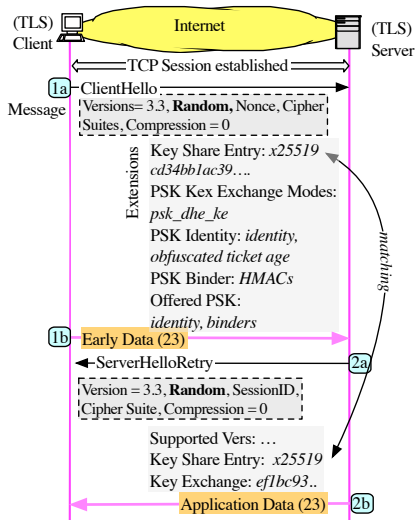 (TLS)
Client
Internet
(TLS)
Server
TCP Session established
1a
ClientHello
Message
Versions= 3.3, Random, Nonce, Cipher
Suites, Compression = 0
Extensions
Key Share Entry: x25519
cd34bb1ac39….
PSK Kex Exchange Modes:
psk_dhe_ke
PSK Identity: identity,
obfuscated ticket age
PSK Binder: HMACs
Offered PSK:
identity, binders
matching
1b
Early Data (23)
ServerHelloRetry
2a
Version = 3.3, Random, SessionID,
Cipher Suite, Compression = 0
Supported Vers: …
Key Share Entry: x25519
Key Exchange: ef1bc93..
Application Data (23)
2b